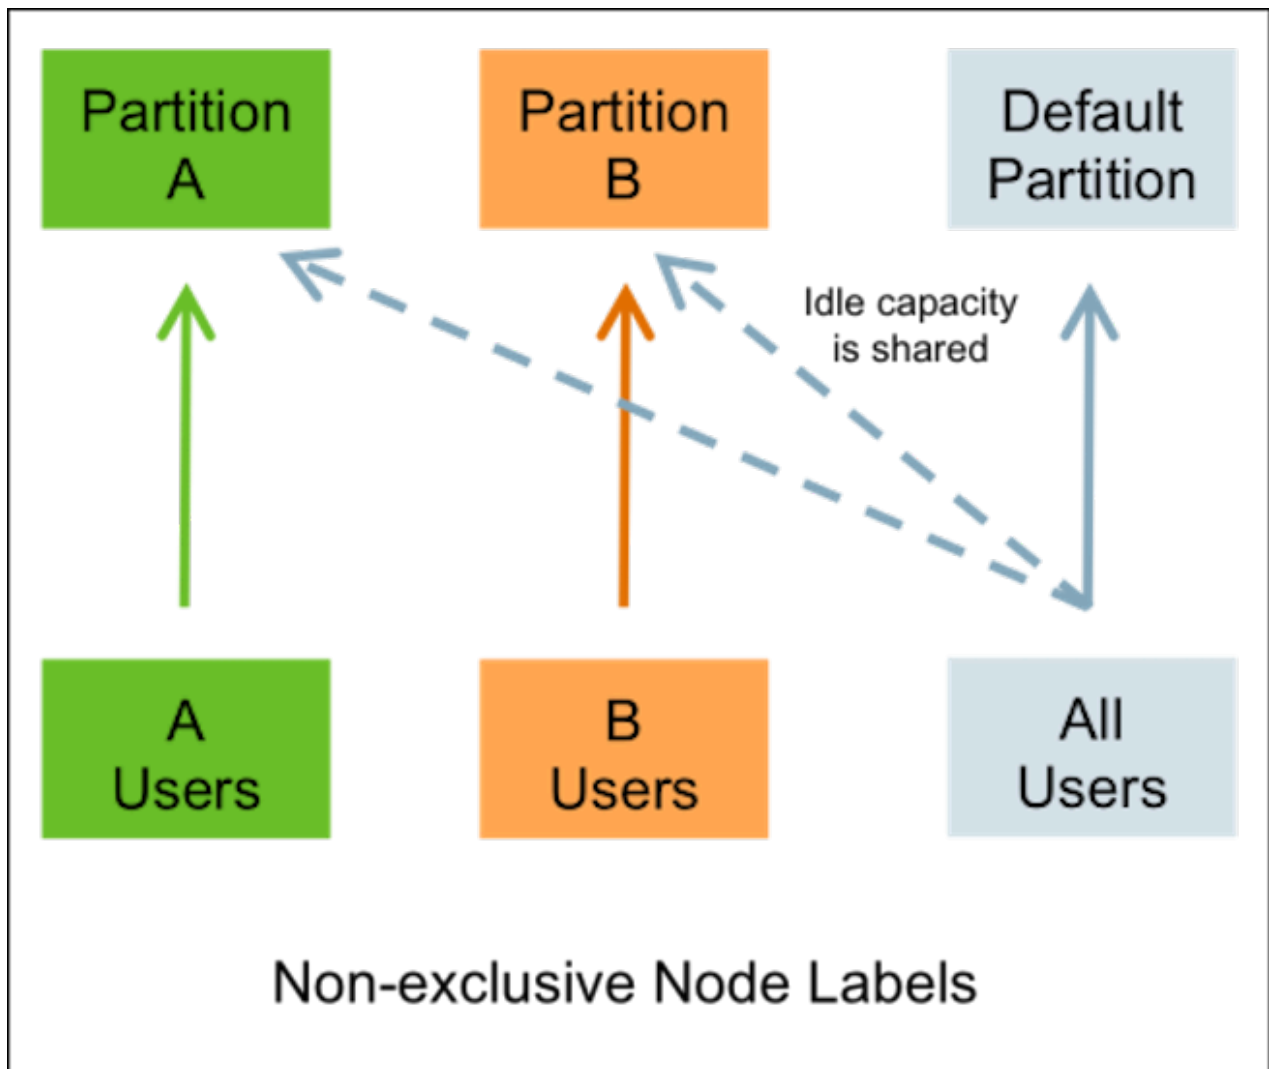 Partition
A
Partition
B
Default
Partition
Idle capacity
is shared
A
Users
B
Users
All
Users
Non-exclusive Node Labels